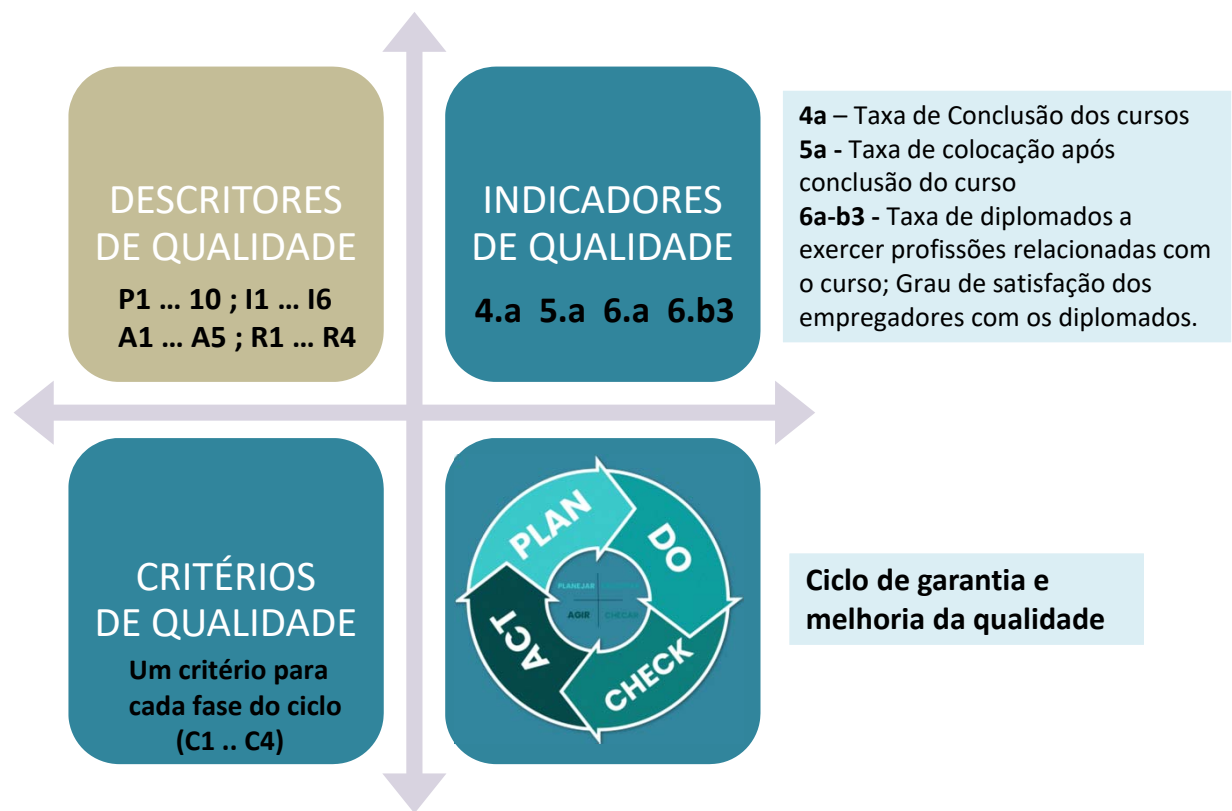 DESCRITORES
DE QUALIDADE
P1 ... 10 ; I1 ... I6
A1 ... A5 ; R1 ... R4
INDICADORES
DE QUALIDADE
4.a 5.a 6.a 6.b3
4a – Taxa de Conclusão dos cursos
5a - Taxa de colocação após
conclusão do curso
6a-b3 - Taxa de diplomados a
exercer profissões relacionadas com
o curso; Grau de satisfação dos
empregadores com os diplomados.
CRITÉRIOS
DE QUALIDADE
Um critério para
cada fase do ciclo
(C1 .. C4)
PLAN
DO
CHECK
ACT
PLANEJAR
AGIR
CHECAR
Ciclo de garantia e
melhoria da qualidade